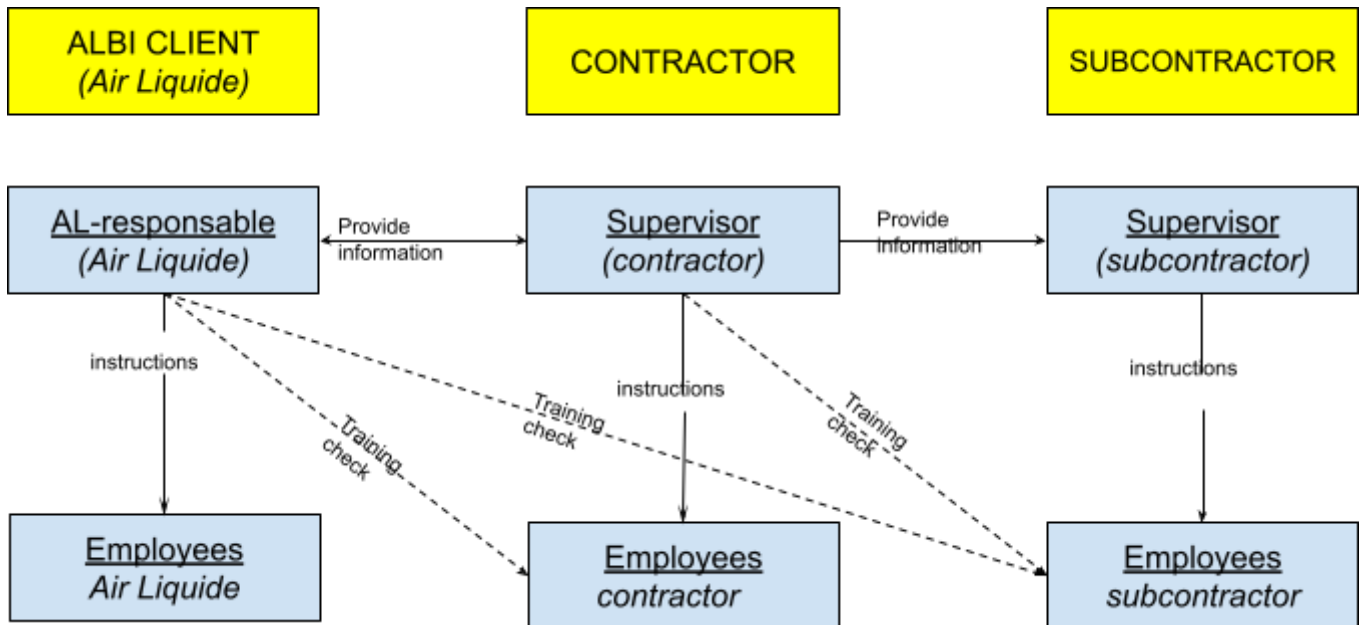 ALBI CLIENT
(Air Liquide)
CONTRACTOR
SUBCONTRACTOR
AL-responsable
(Air Liquide)
Provide
information
Supervisor
(contractor)
Provide
information
Supervisor
(subcontractor)
instructions
instructions
instructions
Training
check
Training
check
Training
check
Employees
Air Liquide
Employees
contractor
Employees
subcontractor